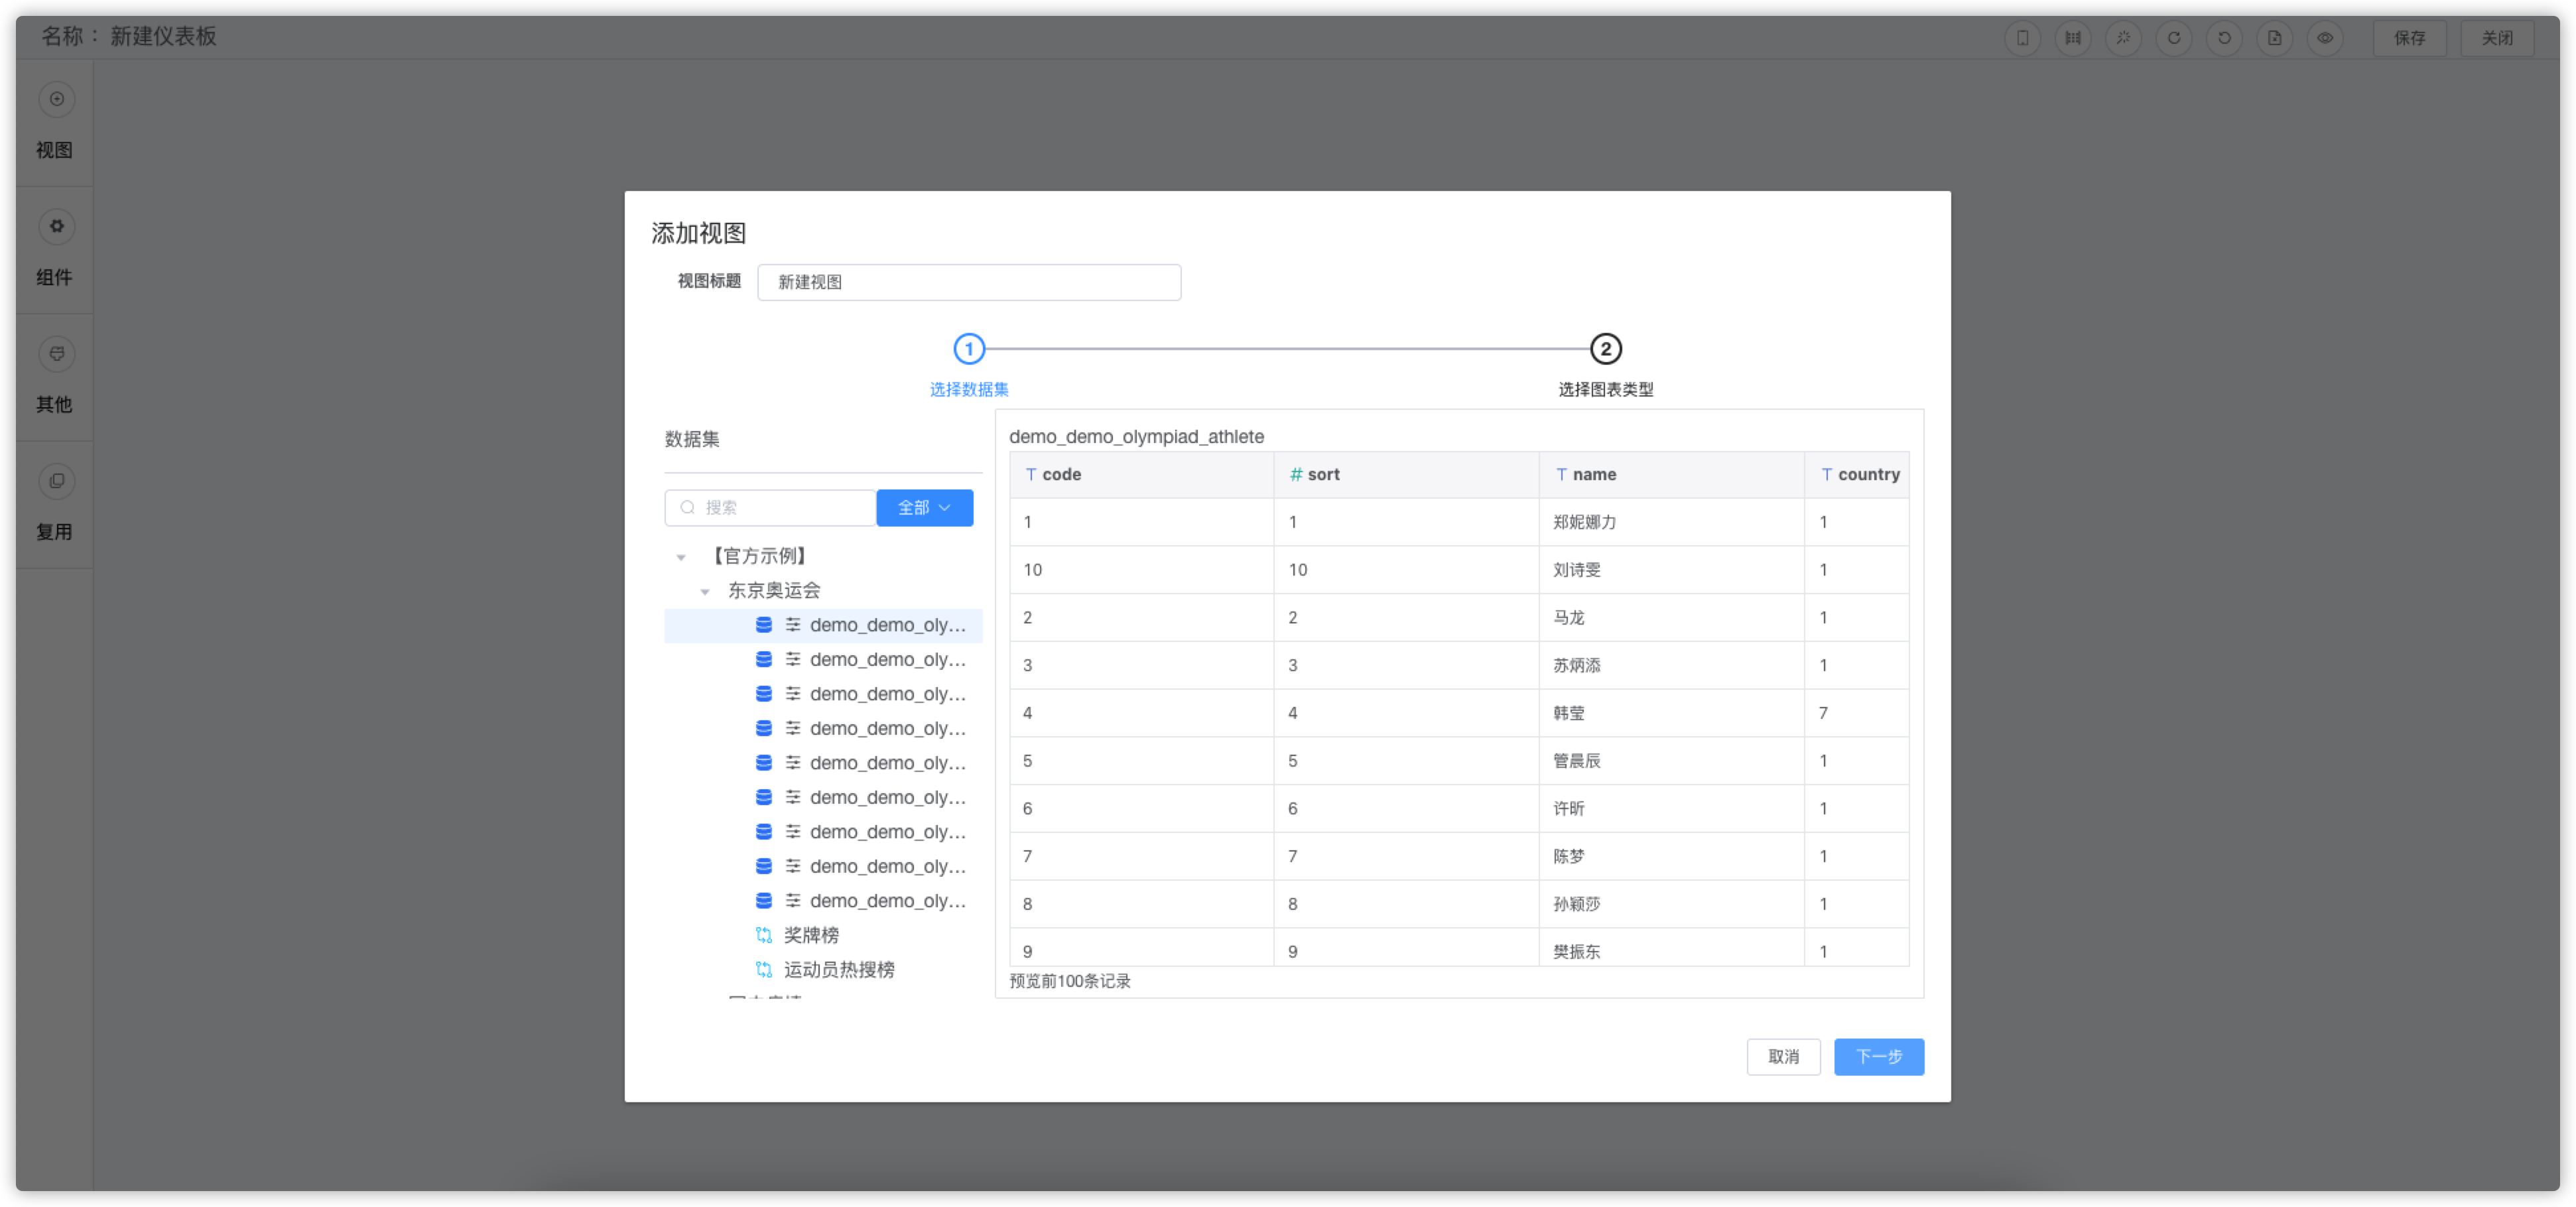 名称： 新建仪表板
保存
关闭
视图
组件
其他
复用
添加视图
视图标题
新建视图
1
2
选择数据集
选择图表类型
数据集
搜索
全部
【官方示例】
东京奥运会
demo_demo_oly...
demo_demo_oly...
demo_demo_oly...
demo_demo_oly...
demo_demo_oly...
demo_demo_oly...
demo_demo_oly...
demo_demo_oly...
demo_demo_oly...
奖牌榜
运动员热搜榜
demo_demo_olympiad_athlete
T code # sort T name T country
1 1 郑妮娜力 1
10 10 刘诗雯 1
2 2 马龙 1
3 3 苏炳添 1
4 4 韩莹 7
5 5 管晨辰 1
6 6 许昕 1
7 7 陈梦 1
8 8 孙颖莎 1
9 9 樊振东 1
预览前100条记录
取消
下一步